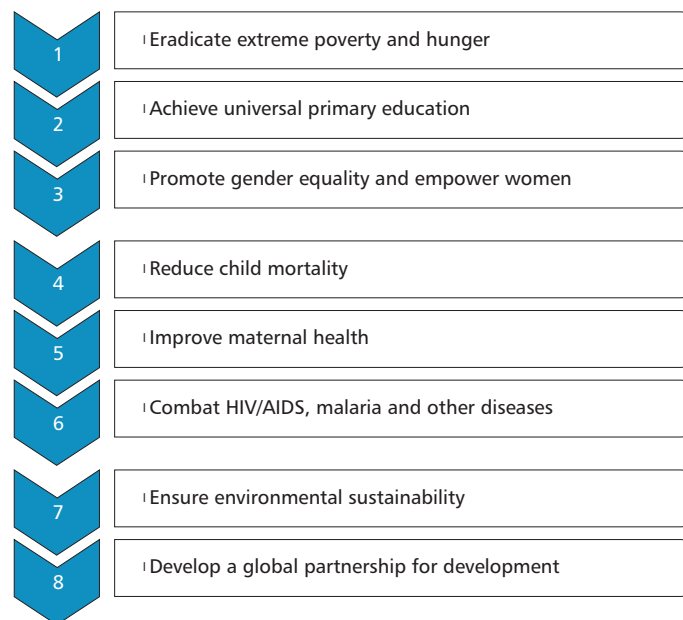 1
Eradicate extreme poverty and hunger
2
Achieve universal primary education
3
Promote gender equality and empower women
4
Reduce child mortality
5
Improve maternal health
6
Combat HIV/AIDS, malaria and other diseases
7
Ensure environmental sustainability
8
Develop a global partnership for development